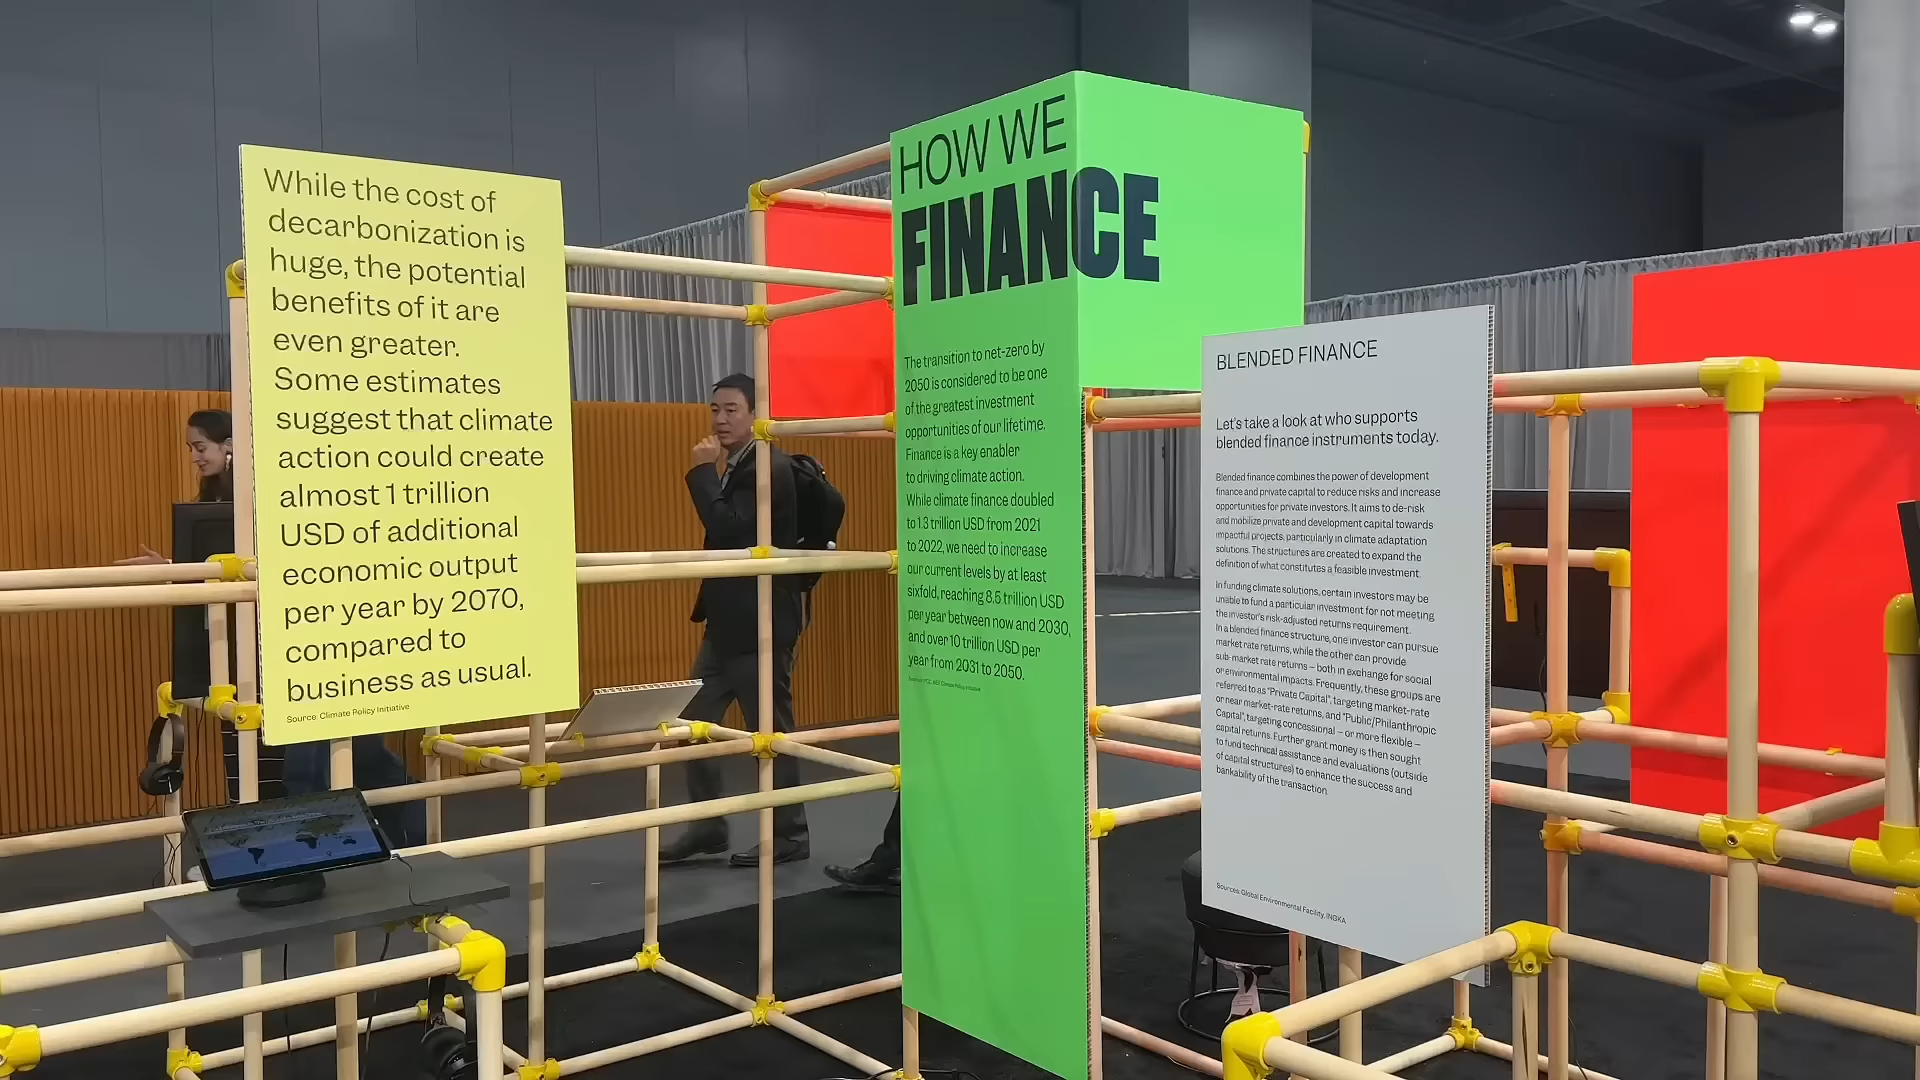 While the cost of
decarbonization is
huge, the potential
benefits of it are
even greater.
Some estimates
suggest that climate
action could create
almost 1 trillion
USD of additional
economic output
per year by 2070,
compared to
business as usual.
Source: Climate Policy Initiative
HOW WE
FINANCE
The transition to net-zero by
2050 is considered to be one
of the greatest investment
opportunities of our lifetime.
Finance is a key enabler
to driving climate action.
While climate finance doubled
to 1.3 trillion USD from 2021
to 2022, we need to increase
our current levels by at least
sixfold, reaching 8.5 trillion USD
per year between now and 2030,
and over 10 trillion USD per
year from 2031 to 2050.
BLENDED FINANCE
Let's take a look at who supports
blended finance instruments today.
Blended finance combines the power of development
finance and private capital to reduce risks and increase
opportunities for private investors. It aims to de-risk
and mobilize private and development capital towards
impactful projects, particularly in climate adaptation
solutions. The structures are created to expand the
definition of what constitutes a feasible investment.
In funding climate solutions, certain investors may be
unable to fund a particular investment for not meeting
the investor's risk-adjusted returns requirement.
In a blended finance structure, one investor can pursue
market rate returns, while the other can provide
sub-market rate returns – both in exchange for social
or environmental impacts. Frequently, these groups are
referred to as "Private Capital", targeting market-rate
or near market-rate returns, and "Public/Philanthropic
Capital", targeting concessional – or more flexible –
capital returns. Further grant money is then sought
to fund technical assistance and evaluations (outside
of capital structures) to enhance the success and
bankability of the transaction.
Sources: Global Environmental Facility, INGKA